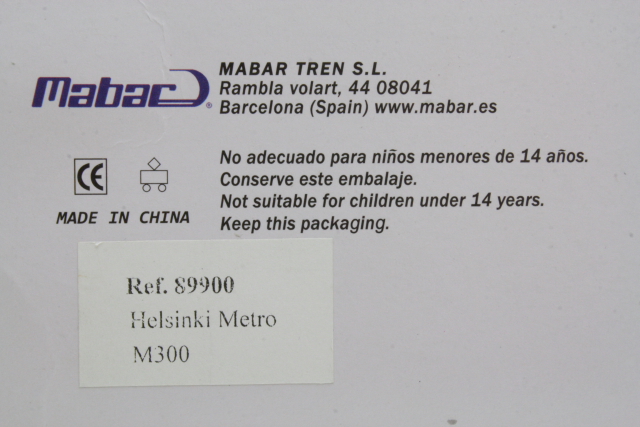 Mabar®
MABAR TREN S.L.
Rambla volart, 44 08041
Barcelona (Spain) www.mabar.es
CE
MADE IN CHINA
No adecuado para niños menores de 14 años.
Conserve este embalaje.
Not suitable for children under 14 years.
Keep this packaging.
Ref. 89900
Helsinki Metro
M300